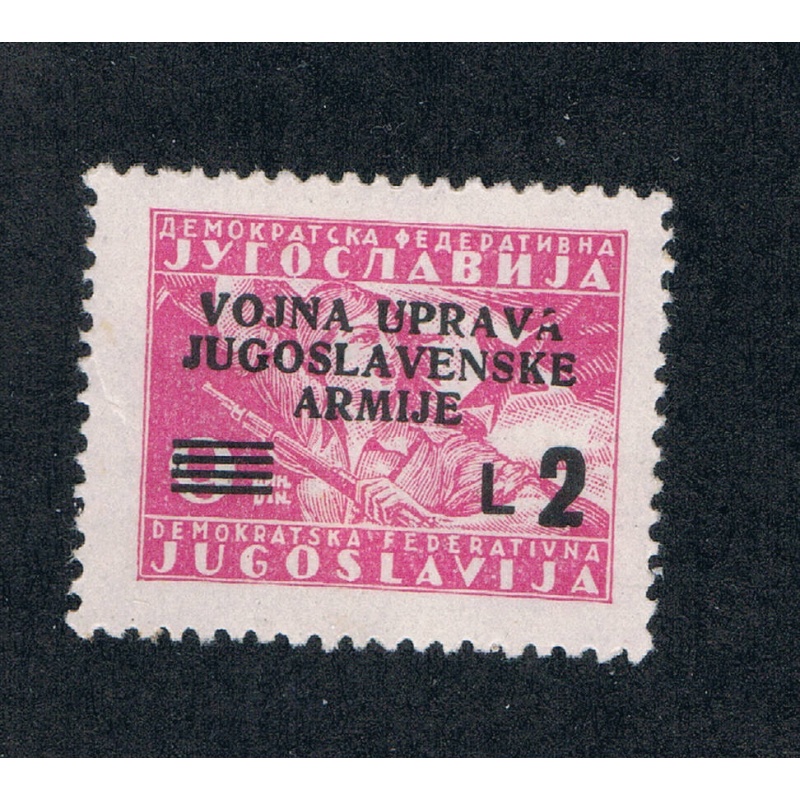 ДЕМОКРАТСКА ФЕДЕРАТИВНА
ЈУГОСЛАВИЈА
VOJNA UPRAVA
JUGOSLAVENSKE
ARMIJE
L 2
DEMOKRATSKA FEDERATIVNA
JUGOSLAVIJA